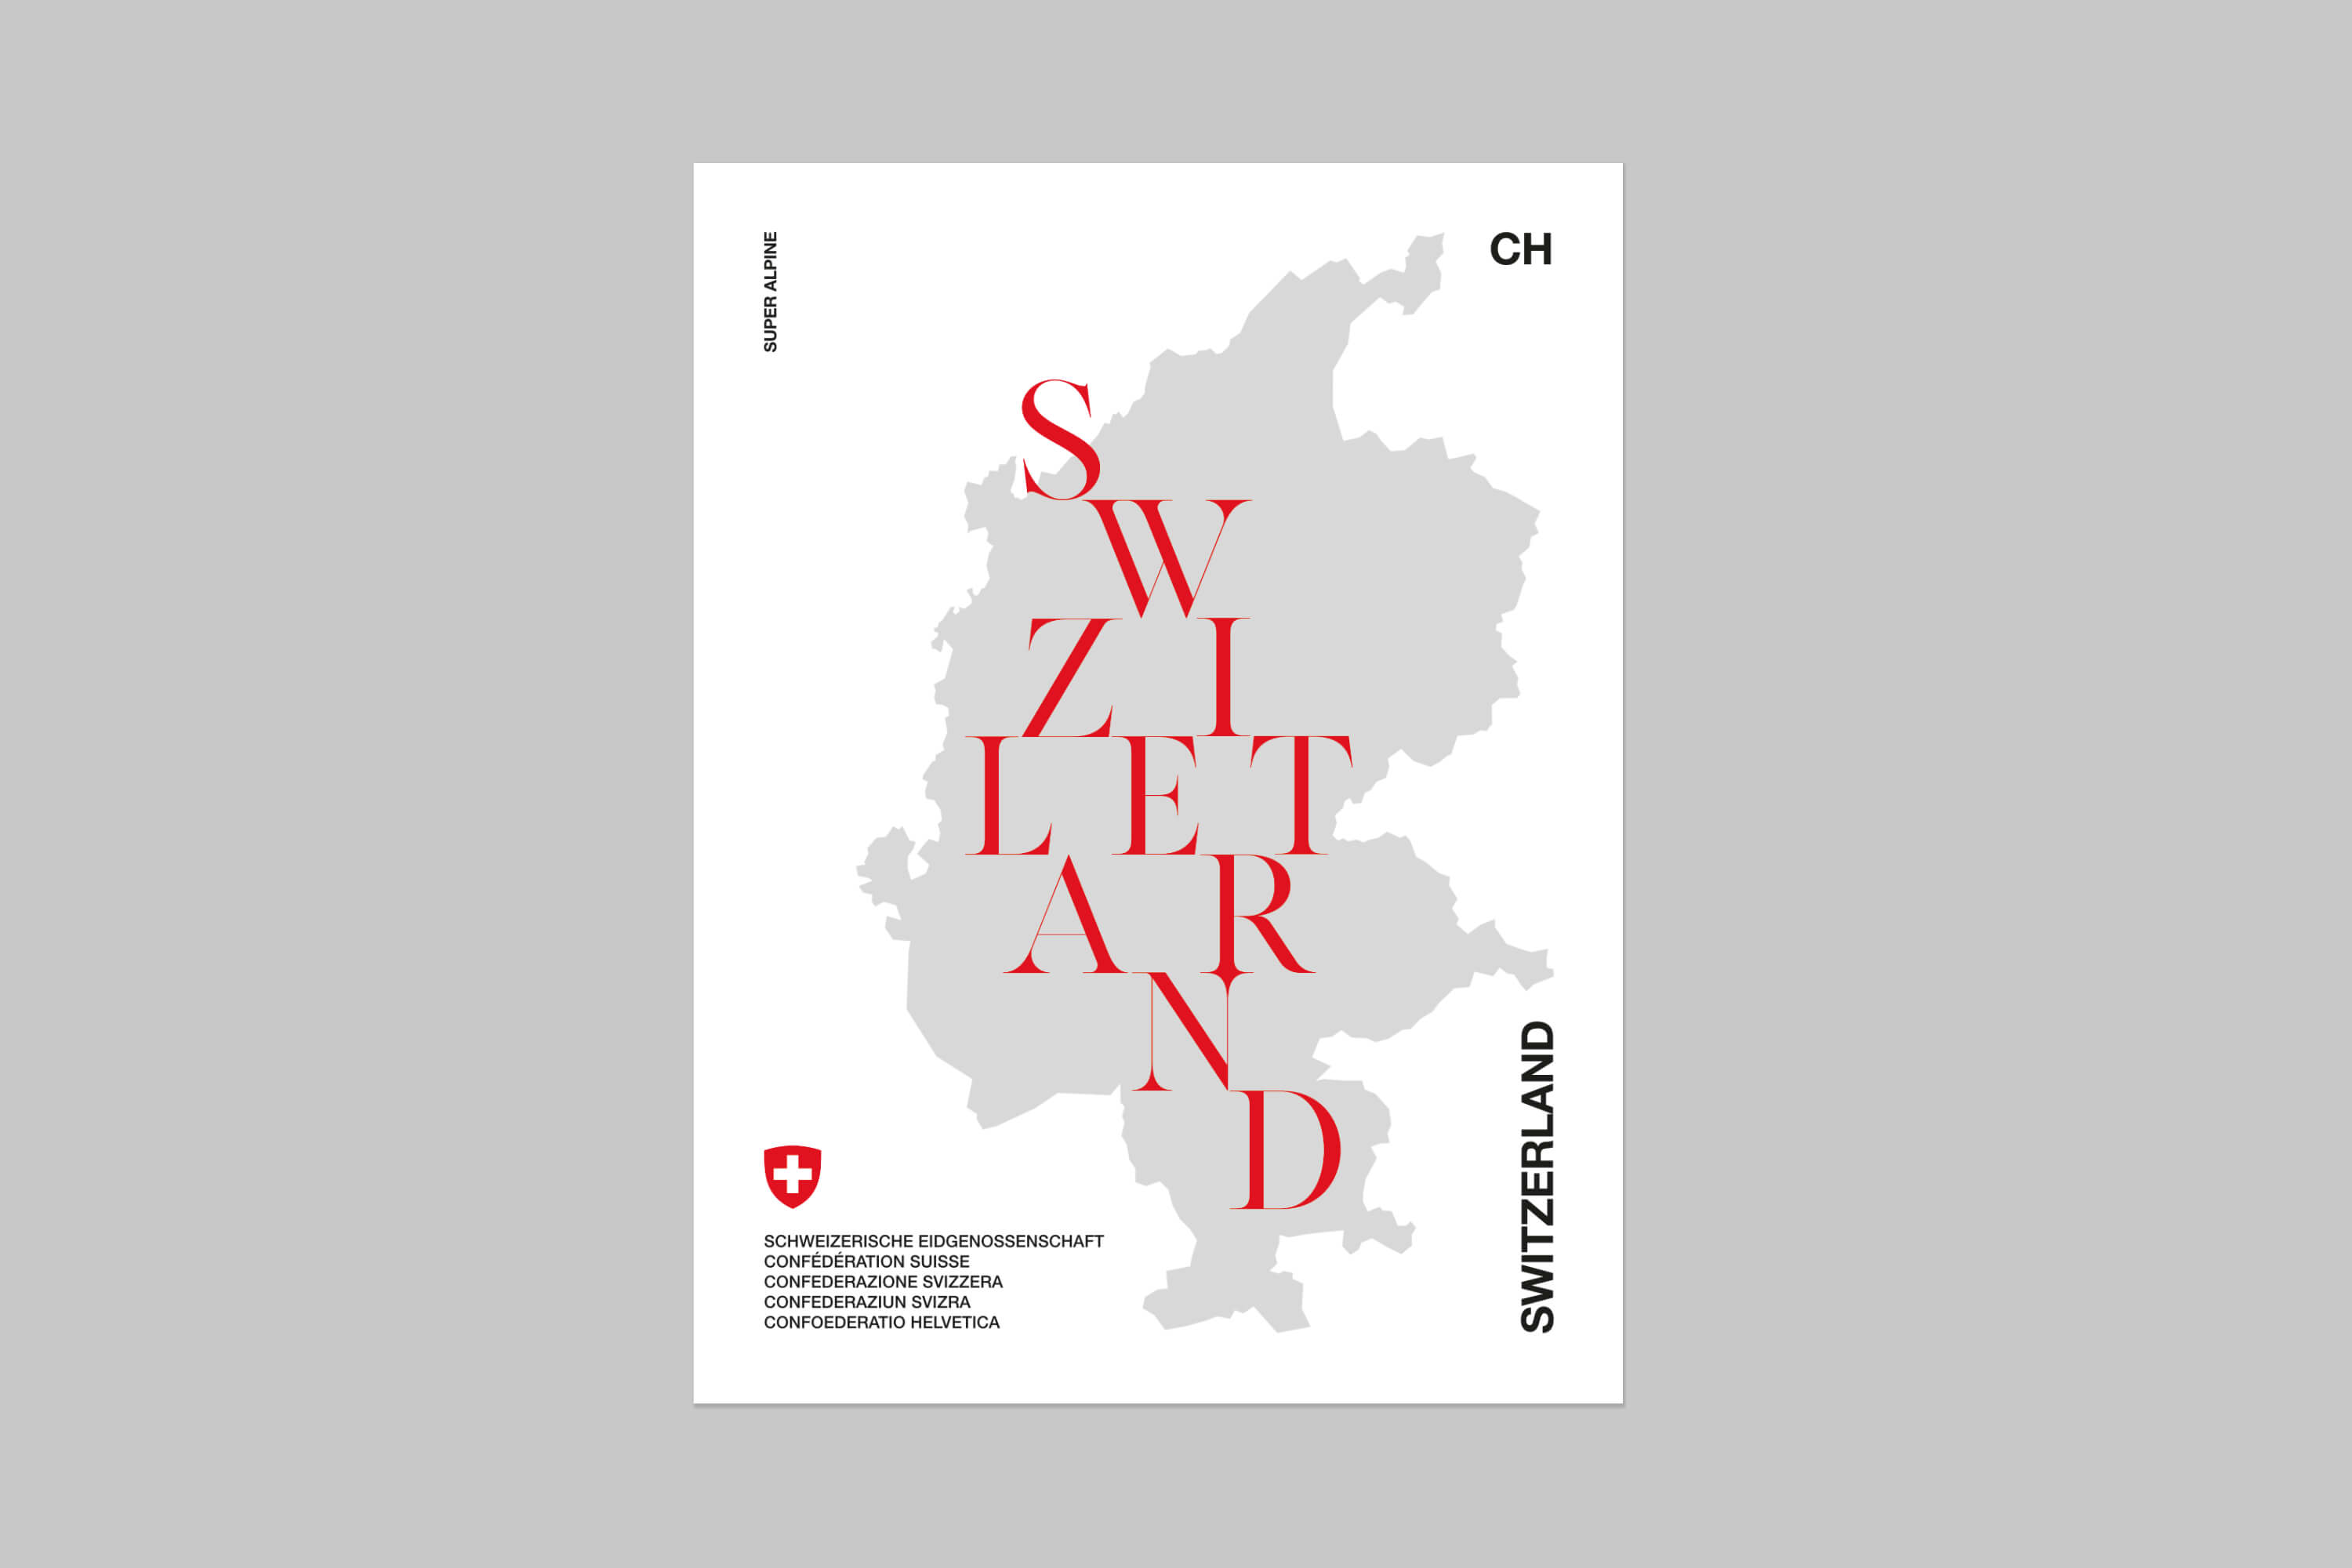 SUPER ALPINE
CH
S
W
Z I
L E T
A R
N
D
SCHWEIZERISCHE EIDGENOSSENSCHAFT
CONFÉDÉRATION SUISSE
CONFEDERAZIONE SVIZZERA
CONFEDERAZIUN SVIZRA
CONFOEDERATIO HELVETICA
SWITZERLAND